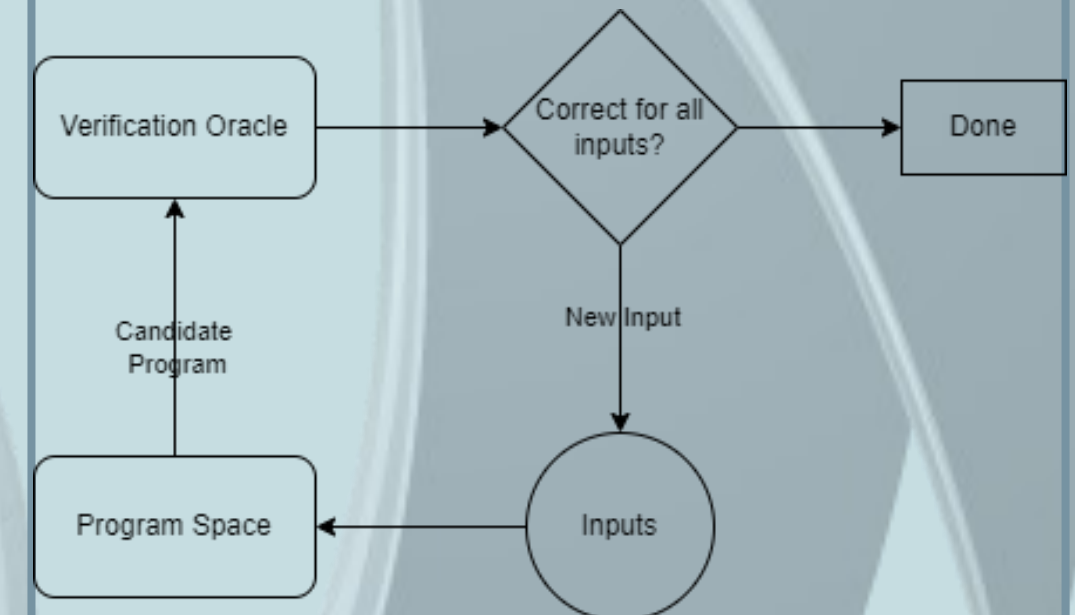 Verification Oracle
Correct for all
inputs?
Done
Candidate
Program
New Input
Program Space
Inputs